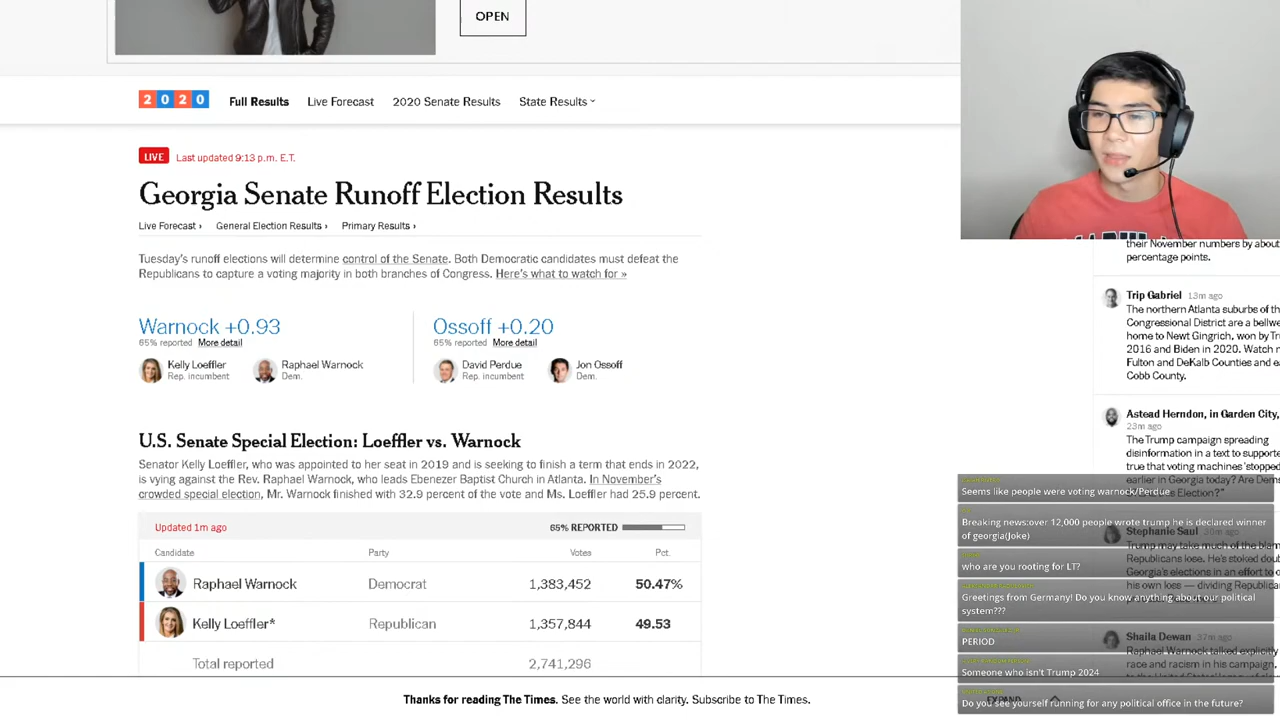 OPEN
2020 Full Results Live Forecast 2020 Senate Results State Results
LIVE Last updated 9:13 p.m. E.T.
Georgia Senate Runoff Election Results
Live Forecast › General Election Results › Primary Results ›
Tuesday's runoff elections will determine control of the Senate. Both Democratic candidates must defeat the
Republicans to capture a voting majority in both branches of Congress. Here's what to watch for »
Warnock +0.93
65% reported More detail
Kelly Loeffler
Rep. incumbent
Raphael Warnock
Dem.
Ossoff +0.20
65% reported More detail
David Perdue
Rep. incumbent
Jon Ossoff
Dem.
U.S. Senate Special Election: Loeffler vs. Warnock
Senator Kelly Loeffler, who was appointed to her seat in 2019 and is seeking to finish a term that ends in 2022,
is vying against the Rev. Raphael Warnock, who leads Ebenezer Baptist Church in Atlanta. In November's
crowded special election, Mr. Warnock finished with 32.9 percent of the vote and Ms. Loeffler had 25.9 percent.
Updated 1m ago 65% REPORTED
Candidate Party Votes Pct.
Raphael Warnock Democrat 1,383,452 50.47%
Kelly Loeffler* Republican 1,357,844 49.53
Total reported 2,741,296
Thanks for reading The Times. See the world with clarity. Subscribe to The Times.
their November numbers by about
percentage points.
Trip Gabriel 13m ago
The northern Atlanta suburbs of th
Congressional District are a bellwe
home to Newt Gingrich, won by Tr
2016 and Biden in 2020. Watch r
Fulton and DeKalb Counties and ea
Cobb County.
Astead Herndon, in Garden City,
23m ago
The Trump campaign spreading
disinformation in a text to supporte
true that voting machines 'stopped
earlier in Georgia today? Are Dem
Election?"
Stephanie Saul 30m ago
Trump may take much of the blam
Republicans lose. He's stoked doub
Georgia's elections in an effort to
his own loss — dividing Republica
Shaila Dewan 37m ago
Raphael Warnock talked explicitly
race and racism in his campaign,
EXPAND
Seems like people were voting warnock/Perdue
Breaking news:over 12,000 people wrote trump he is declared winner
of georgia(Joke)
who are you rooting for LT?
Greetings from Germany! Do you know anything about our political
system???
PERIOD
Someone who isn't Trump 2024
Do you see yourself running for any political office in the future?